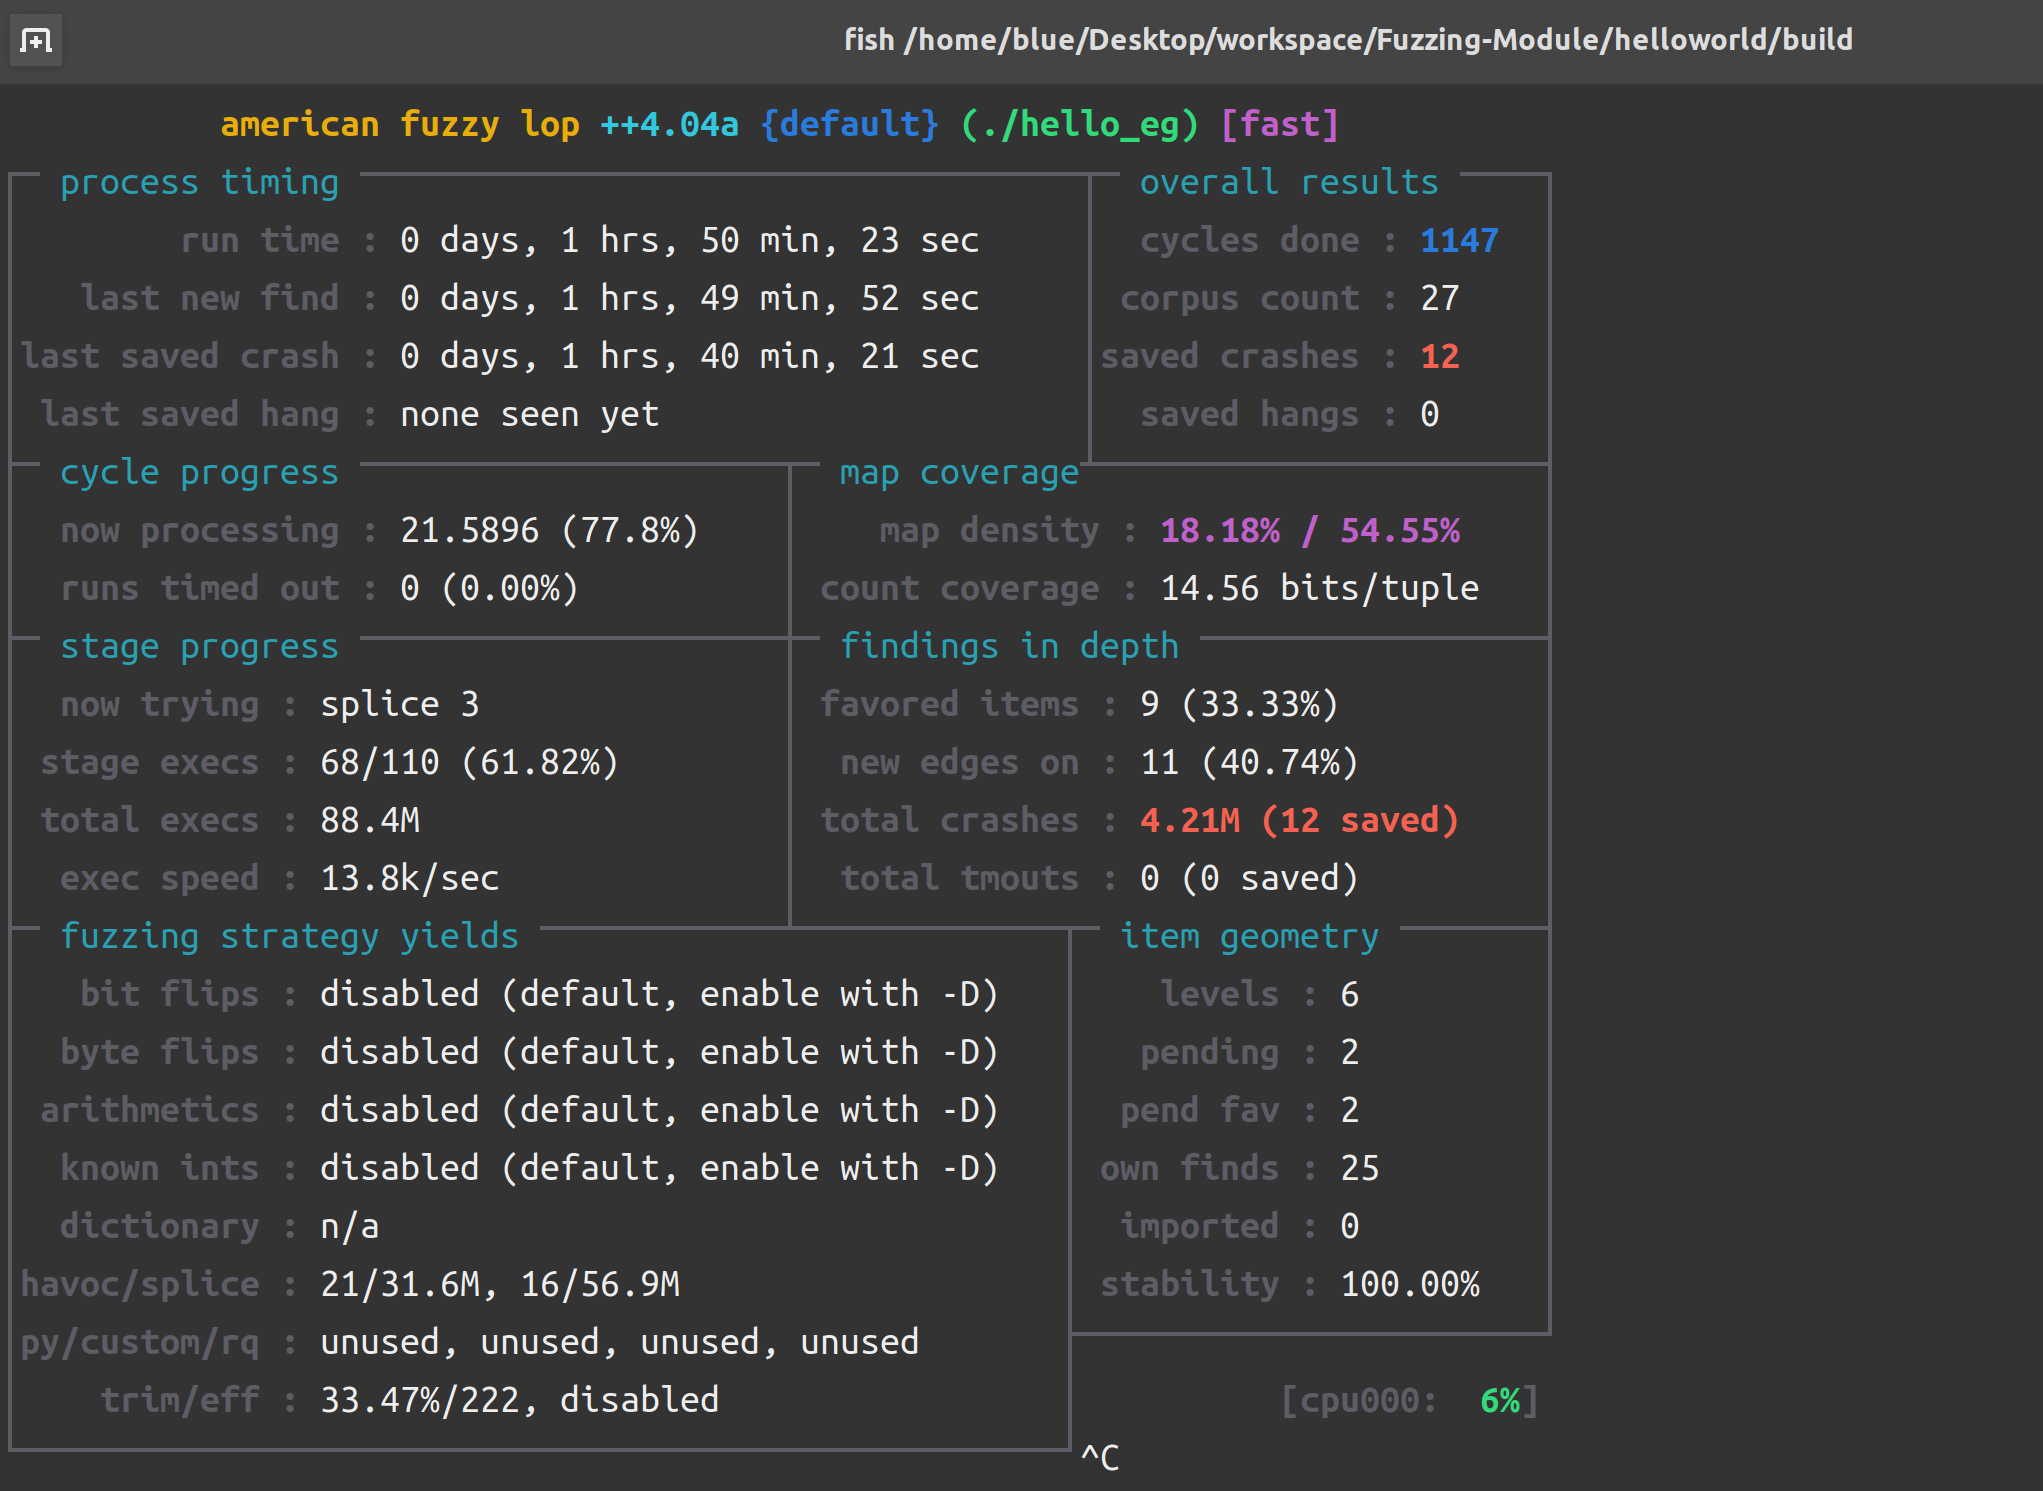 fish /home/blue/Desktop/workspace/Fuzzing-Module/helloworld/build
american fuzzy lop ++4.04a {default} (./hello_eg) [fast]
process timing overall results
run time : 0 days, 1 hrs, 50 min, 23 sec cycles done : 1147
last new find : 0 days, 1 hrs, 49 min, 52 sec corpus count : 27
last saved crash : 0 days, 1 hrs, 40 min, 21 sec saved crashes : 12
last saved hang : none seen yet saved hangs : 0
cycle progress map coverage
now processing : 21.5896 (77.8%) map density : 18.18% / 54.55%
runs timed out : 0 (0.00%) count coverage : 14.56 bits/tuple
stage progress findings in depth
now trying : splice 3 favored items : 9 (33.33%)
stage execs : 68/110 (61.82%) new edges on : 11 (40.74%)
total execs : 88.4M total crashes : 4.21M (12 saved)
exec speed : 13.8k/sec total tmouts : 0 (0 saved)
fuzzing strategy yields item geometry
bit flips : disabled (default, enable with -D) levels : 6
byte flips : disabled (default, enable with -D) pending : 2
arithmetics : disabled (default, enable with -D) pend fav : 2
known ints : disabled (default, enable with -D) own finds : 25
dictionary : n/a imported : 0
havoc/splice : 21/31.6M, 16/56.9M stability : 100.00%
py/custom/rq : unused, unused, unused, unused
trim/eff : 33.47%/222, disabled [cpu000: 6%]
^C